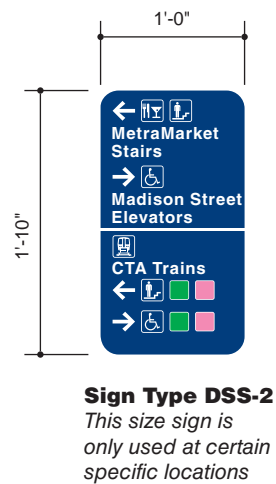 1'-0"
MetraMarket
Stairs
Madison Street
Elevators
1'-10"
CTA Trains
Sign Type DSS-2
This size sign is
only used at certain
specific locations